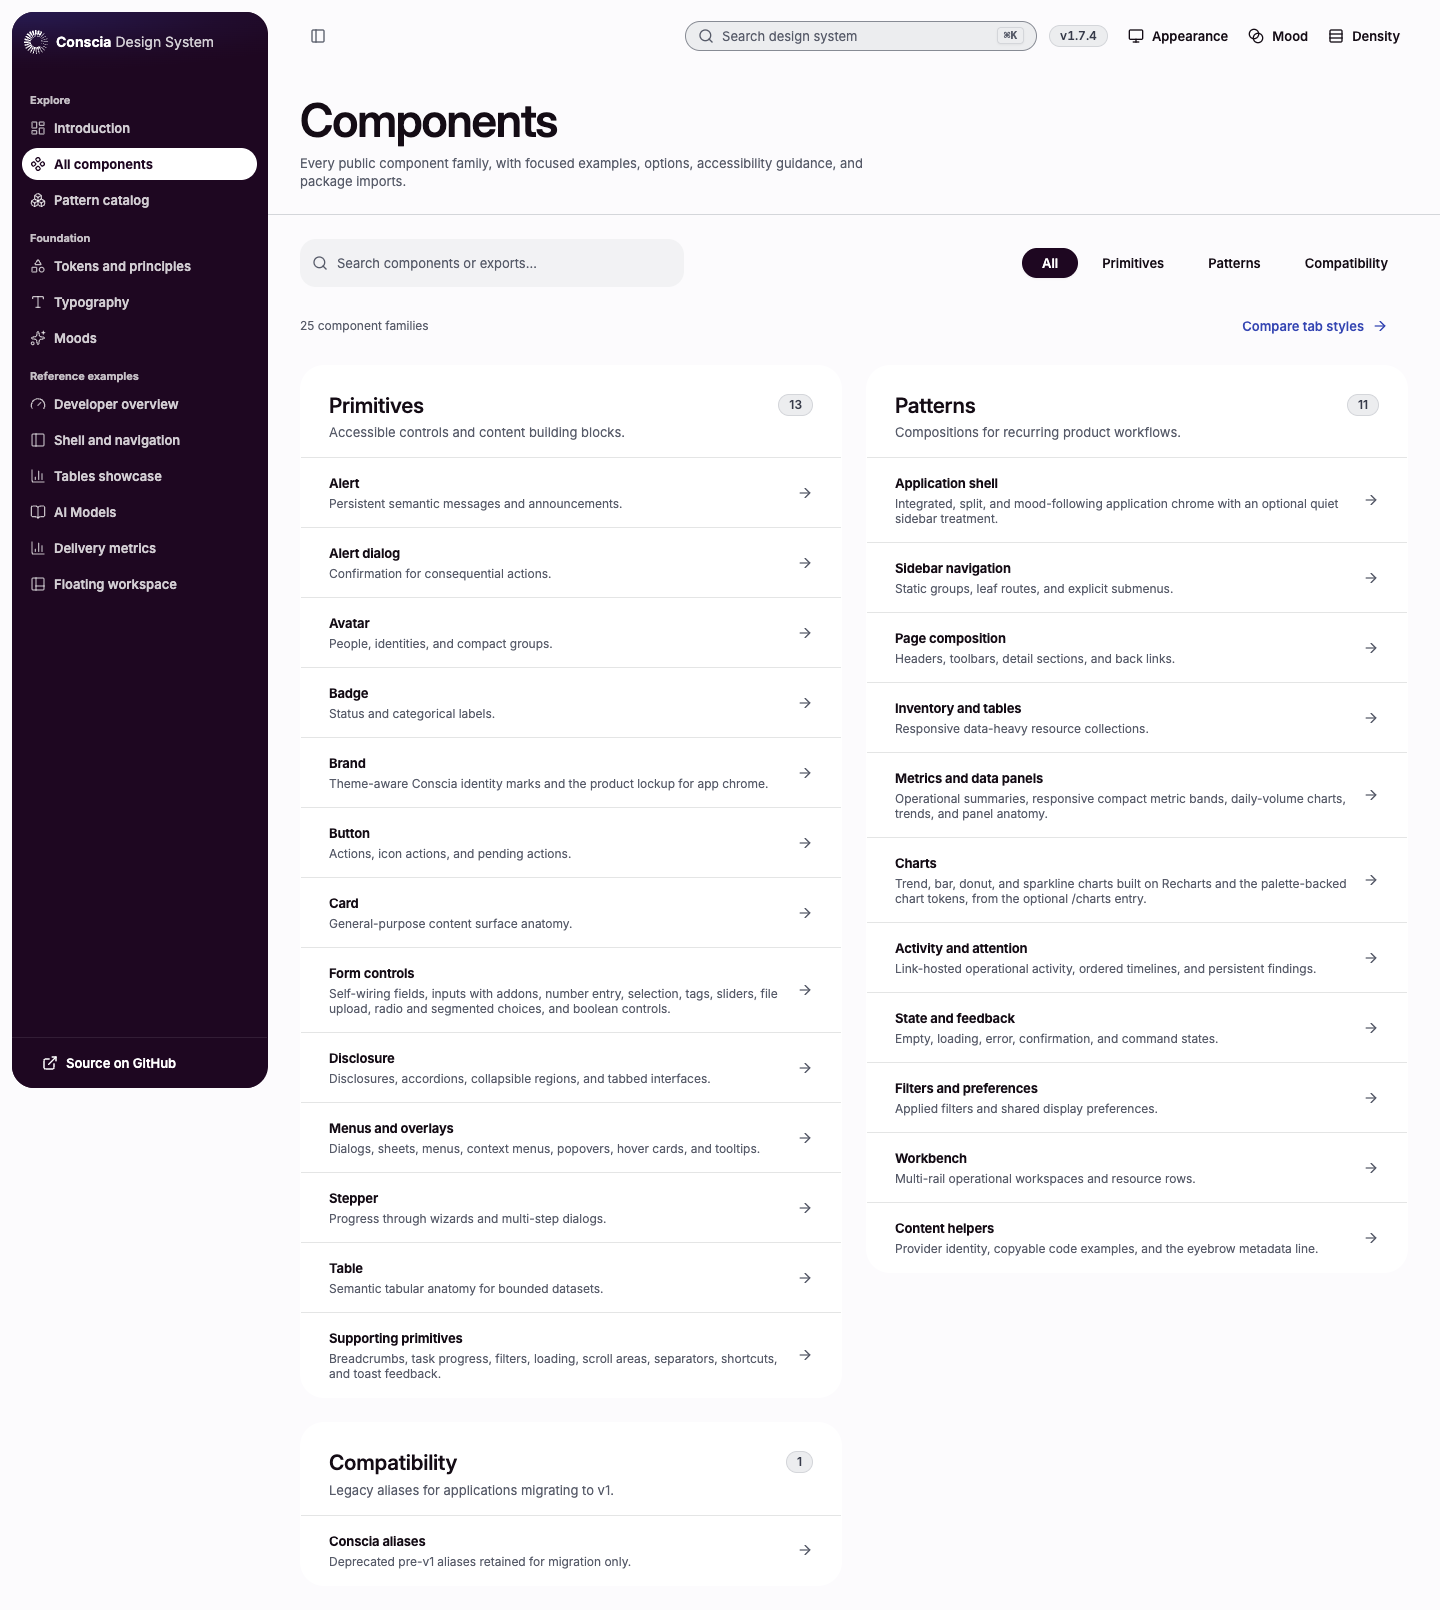 Conscia Design System
Explore
Introduction
All components
Pattern catalog
Foundation
Tokens and principles
Typography
Moods
Reference examples
Developer overview
Shell and navigation
Tables showcase
AI Models
Delivery metrics
Floating workspace
Source on GitHub
Search design system
⌘K
v1.7.4
Appearance
Mood
Density
Components
Every public component family, with focused examples, options, accessibility guidance, and
package imports.
Search components or exports...
All
Primitives
Patterns
Compatibility
25 component families
Compare tab styles
Primitives
13
Accessible controls and content building blocks.
Alert
Persistent semantic messages and announcements.
Alert dialog
Confirmation for consequential actions.
Avatar
People, identities, and compact groups.
Badge
Status and categorical labels.
Brand
Theme-aware Conscia identity marks and the product lockup for app chrome.
Button
Actions, icon actions, and pending actions.
Card
General-purpose content surface anatomy.
Form controls
Self-wiring fields, inputs with addons, number entry, selection, tags, sliders, file
upload, radio and segmented choices, and boolean controls.
Disclosure
Disclosures, accordions, collapsible regions, and tabbed interfaces.
Menus and overlays
Dialogs, sheets, menus, context menus, popovers, hover cards, and tooltips.
Stepper
Progress through wizards and multi-step dialogs.
Table
Semantic tabular anatomy for bounded datasets.
Supporting primitives
Breadcrumbs, task progress, filters, loading, scroll areas, separators, shortcuts,
and toast feedback.
Patterns
11
Compositions for recurring product workflows.
Application shell
Integrated, split, and mood-following application chrome with an optional quiet
sidebar treatment.
Sidebar navigation
Static groups, leaf routes, and explicit submenus.
Page composition
Headers, toolbars, detail sections, and back links.
Inventory and tables
Responsive data-heavy resource collections.
Metrics and data panels
Operational summaries, responsive compact metric bands, daily-volume charts,
trends, and panel anatomy.
Charts
Trend, bar, donut, and sparkline charts built on Recharts and the palette-backed
chart tokens, from the optional /charts entry.
Activity and attention
Link-hosted operational activity, ordered timelines, and persistent findings.
State and feedback
Empty, loading, error, confirmation, and command states.
Filters and preferences
Applied filters and shared display preferences.
Workbench
Multi-rail operational workspaces and resource rows.
Content helpers
Provider identity, copyable code examples, and the eyebrow metadata line.
Compatibility
1
Legacy aliases for applications migrating to v1.
Conscia aliases
Deprecated pre-v1 aliases retained for migration only.